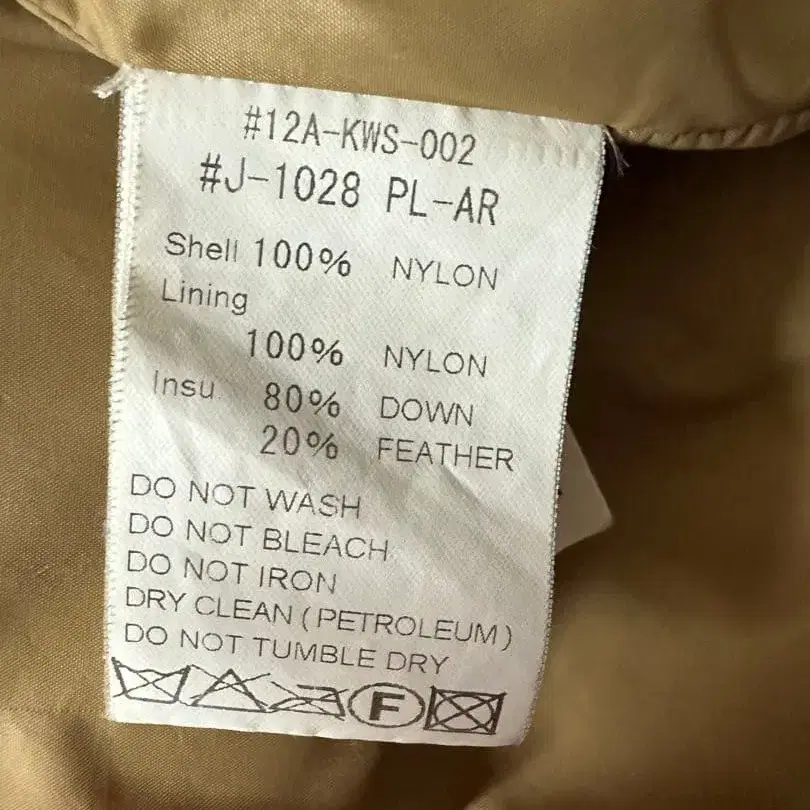 #12A-KWS-002
#J-1028 PL-AR
Shell 100% NYLON
Lining
100% NYLON
Insu 80% DOWN
20% FEATHER
DO NOT WASH
DO NOT BLEACH
DO NOT IRON
DRY CLEAN (PETROLEUM)
DO NOT TUMBLE DRY
F